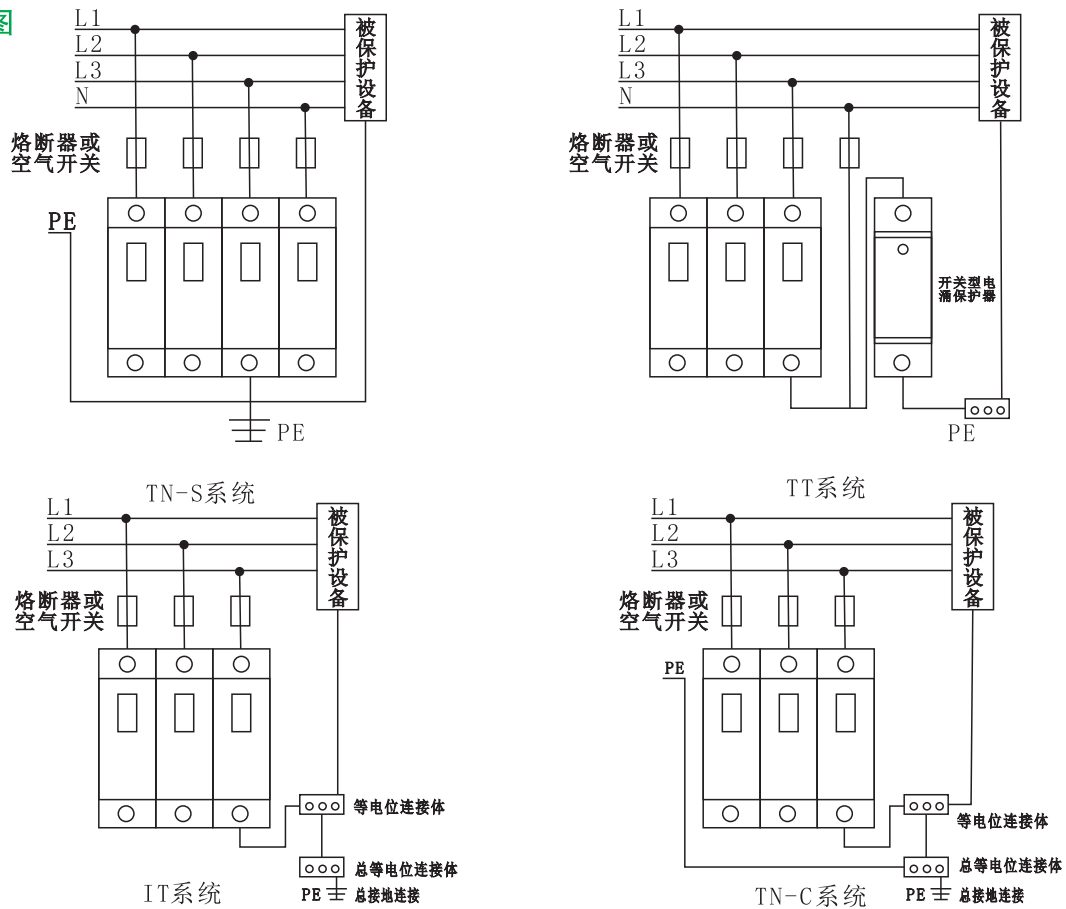 图
L1
L2
L3
N
被保护设备
烙断器或
空气开关
PE
PE
TN-S系统
L1
L2
L3
N
被保护设备
烙断器或
空气开关
开关型电
涌保护器
PE
TT系统
L1
L2
L3
被保护设备
烙断器或
空气开关
等电位连接体
总等电位连接体
PE
总接地连接
IT系统
L1
L2
L3
被保护设备
烙断器或
空气开关
PE
等电位连接体
总等电位连接体
PE
总接地连接
TN-C系统